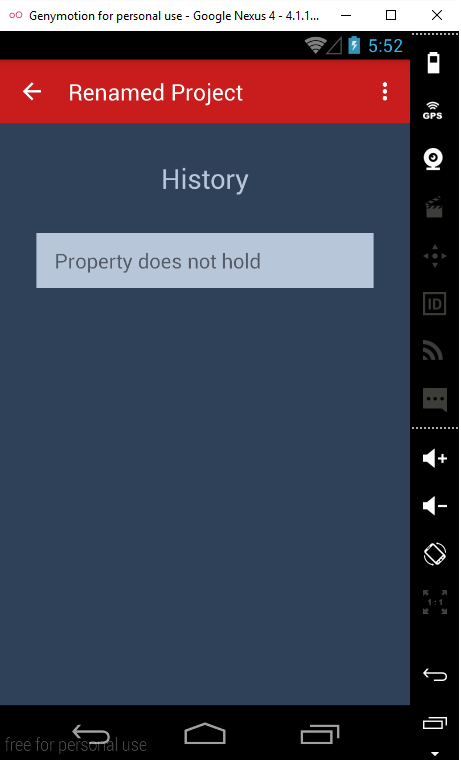 Genymotion for personal use - Google Nexus 4 - 4.1.1...
5:52
Renamed Project
GPS
History
Property does not hold
ID
1:1
free for personal use